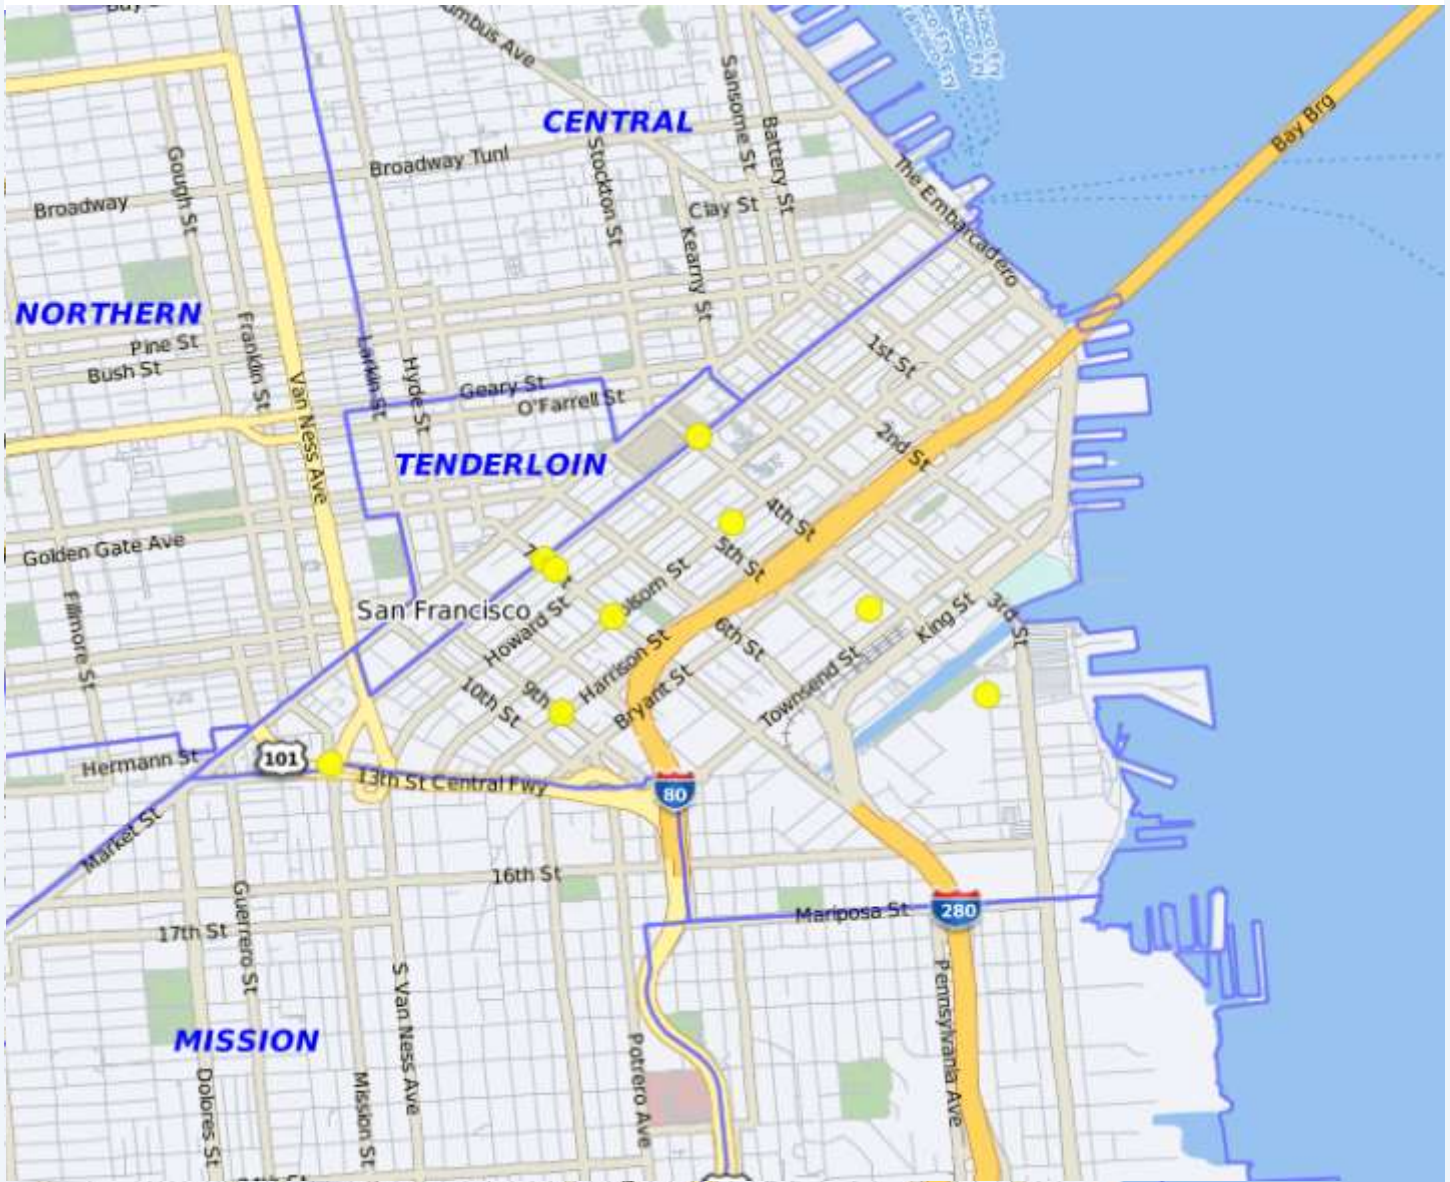 CENTRAL
Sansome St
Battery St
Bay Brg
Broadway Tunl
Stockton St
Gough St
Broadway
Clay St
The Embarcadero
Kearny St
NORTHERN
Franklin St
Pine St
Bush St
Larkin St
Hyde St
Van Ness Ave
Geary St
O'Farrell St
1st St
2nd St
TENDERLOIN
4th St
5th St
Golden Gate Ave
Fillmore St
San Francisco
Howard St
Harrison St
6th St
King St
3rd St
Townsend St
Bryant St
9th
10th St
Hermann St
101
13th St Central Fwy
80
Market St
16th St
Mariposa St
280
17th St
Guerrero St
S Van Ness Ave
Pennsylvania Ave
MISSION
Potrero Ave
Dolores St
Mission St